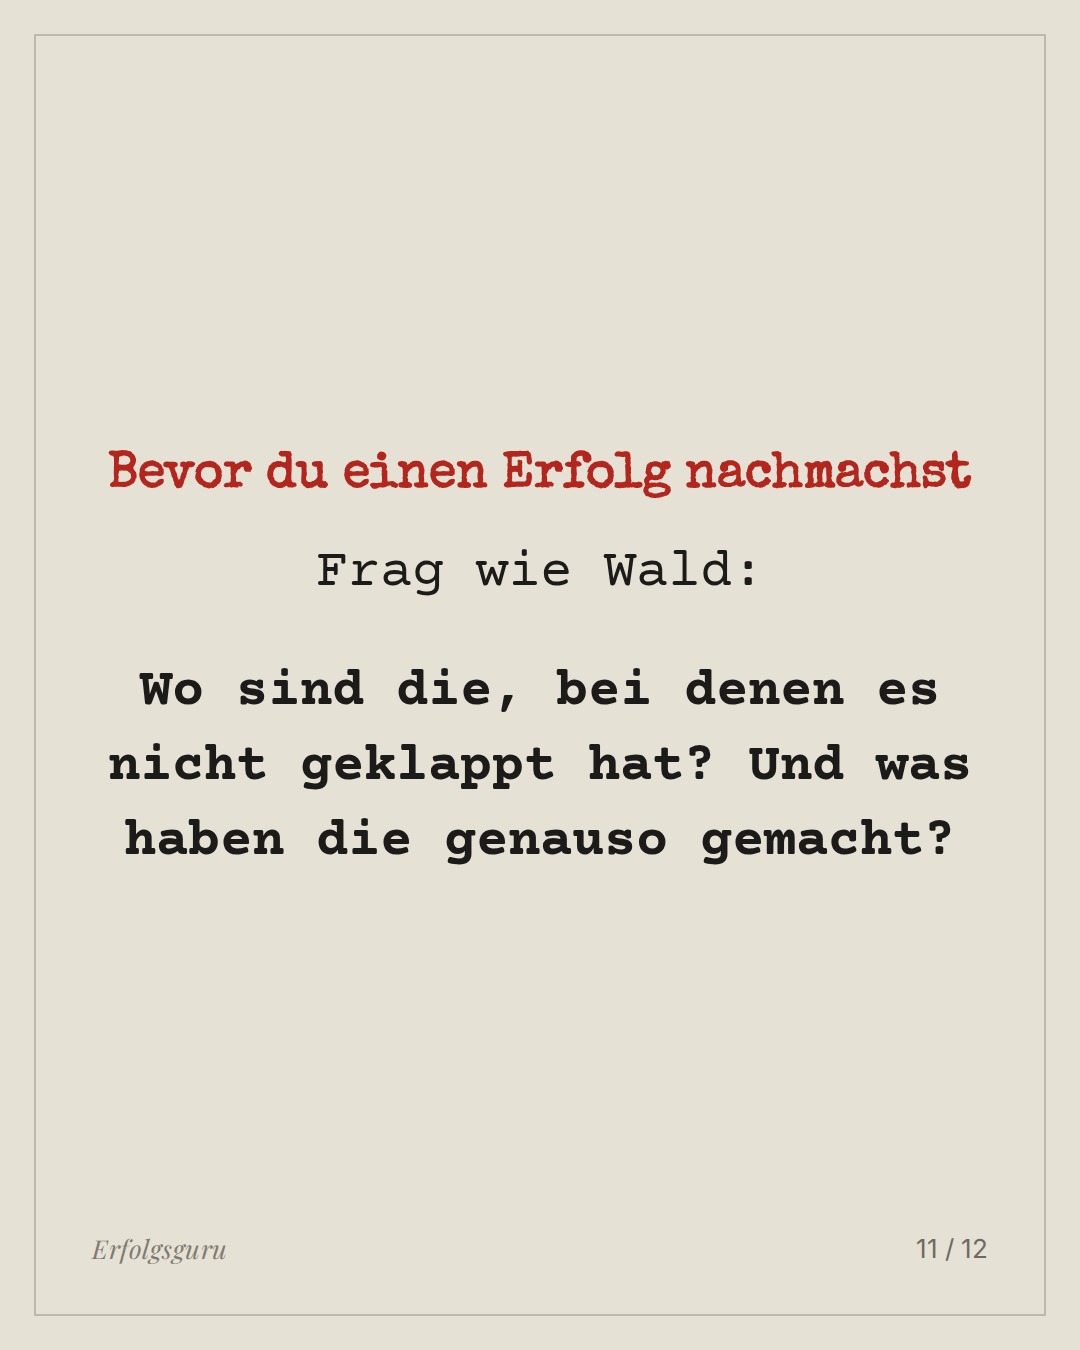 Bevor du einen Erfolg nachmachst
Frag wie Wald:
Wo sind die, bei denen es
nicht geklappt hat? Und was
haben die genauso gemacht?
Erfolgsguru
11 / 12